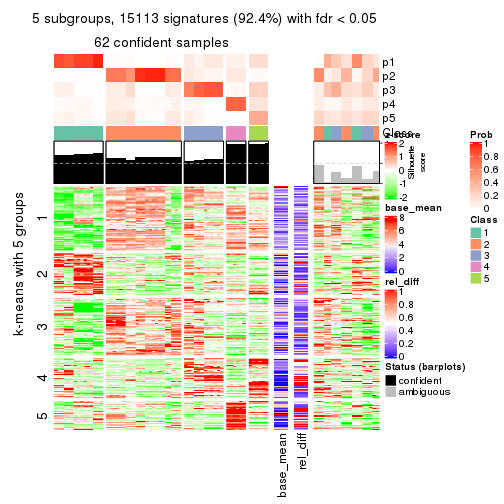 5 subgroups, 15113 signatures (92.4%) with fdr < 0.05
62 confident samples
p1
p2
p3
p4
p5
Class
z-score
2
1
0
-1
-2
Silhouette
score
Prob
1
0.8
0.6
0.4
0.2
0
base_mean
8
6
4
2
0
Class
1
2
3
4
5
rel_diff
1
0.8
0.6
0.4
0.2
0
Status (barplots)
confident
ambiguous
k-means with 5 groups
1
2
3
4
5
base_mean
rel_diff